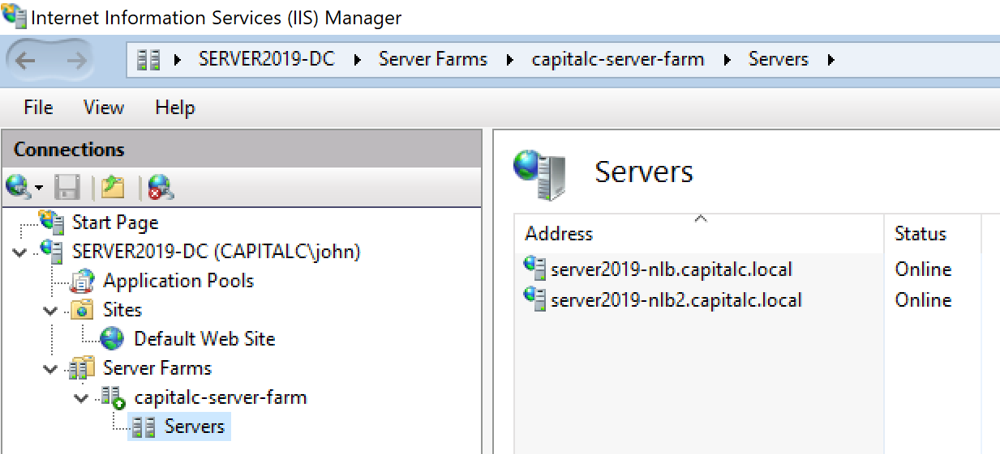 Internet Information Services (IIS) Manager
SERVER2019-DC Server Farms capitalc-server-farm Servers
File View Help
Connections
Start Page
SERVER2019-DC (CAPITALC\john)
Application Pools
Sites
Default Web Site
Server Farms
capitalc-server-farm
Servers
Servers
Address Status
server2019-nlb.capitalc.local Online
server2019-nlb2.capitalc.local Online